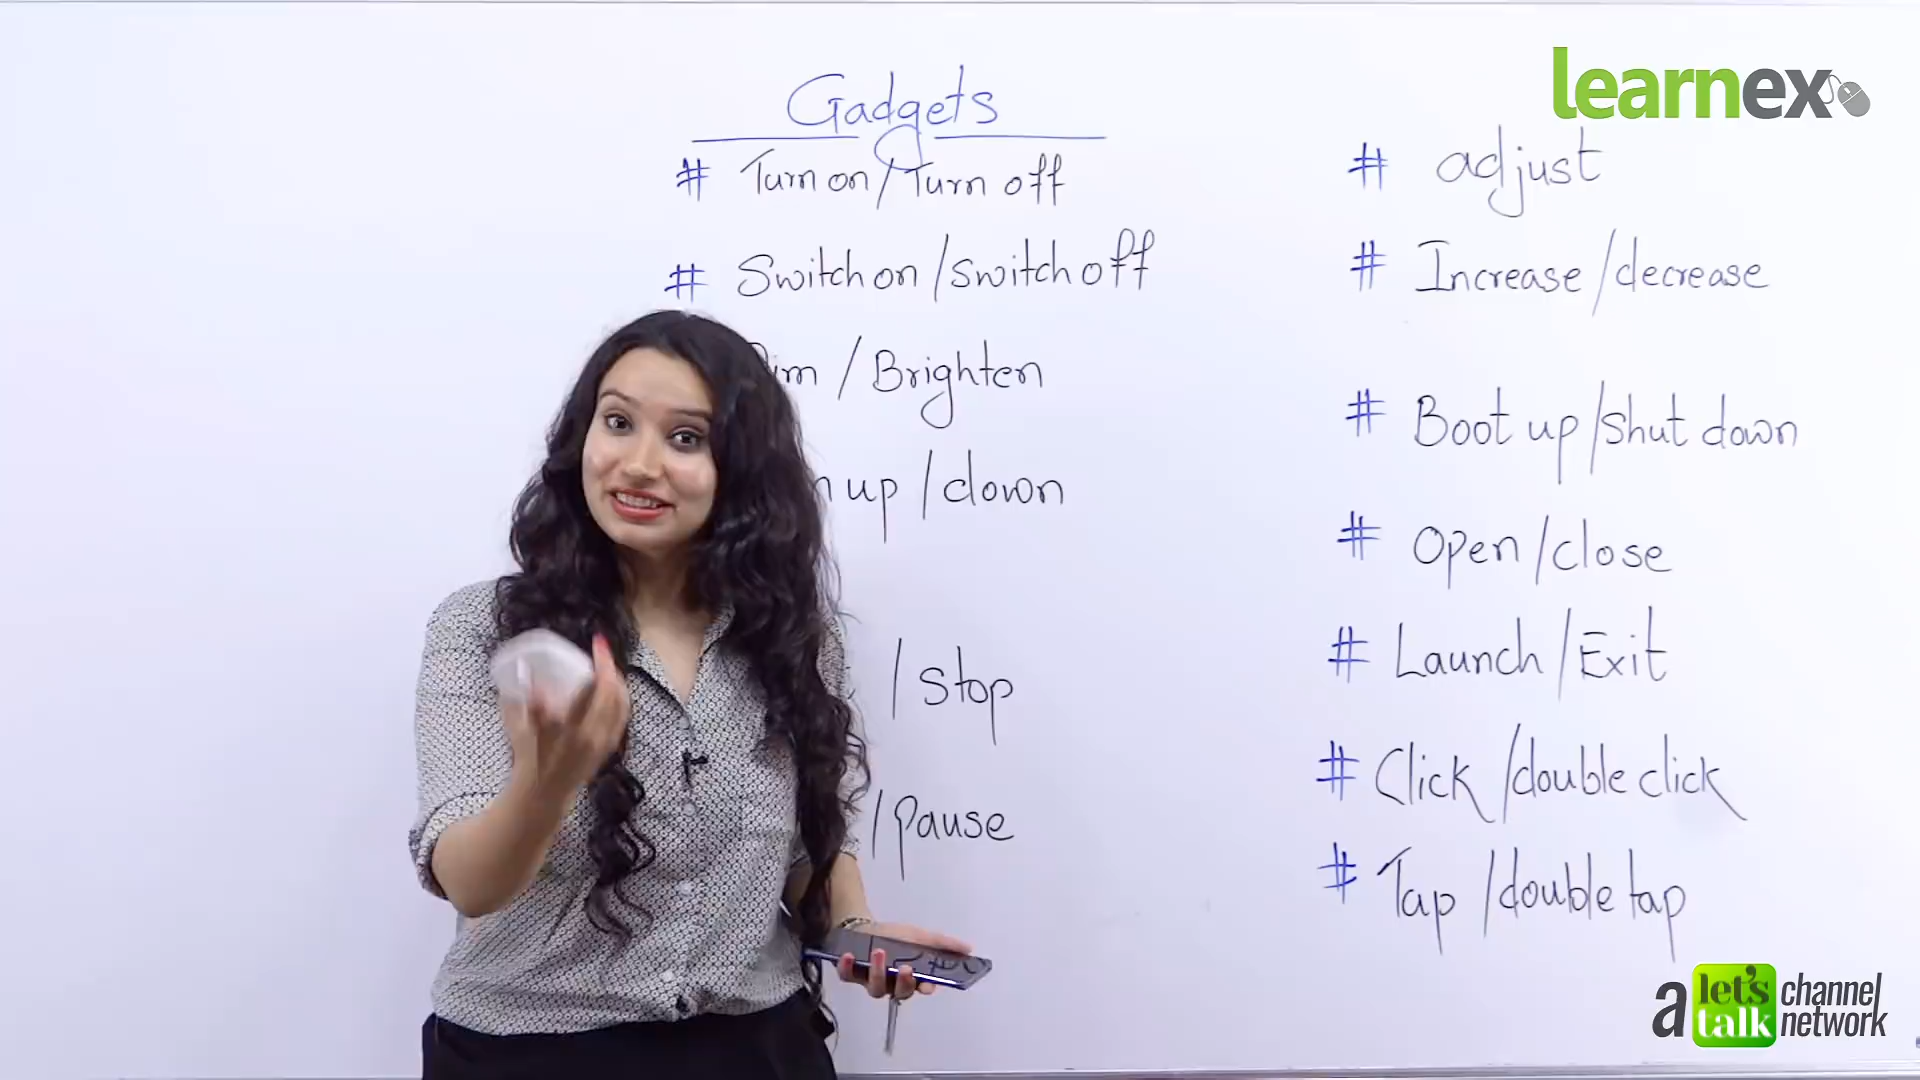 learnex
Gadgets
# Turn on / Turn off
# Switch on / switch off
/ Brighten
up / down
/ stop
/ pause
# adjust
# Increase / decrease
# Boot up / shut down
# Open / close
# Launch / Exit
# Click / double click
# Tap / double tap
a let's talk channel network